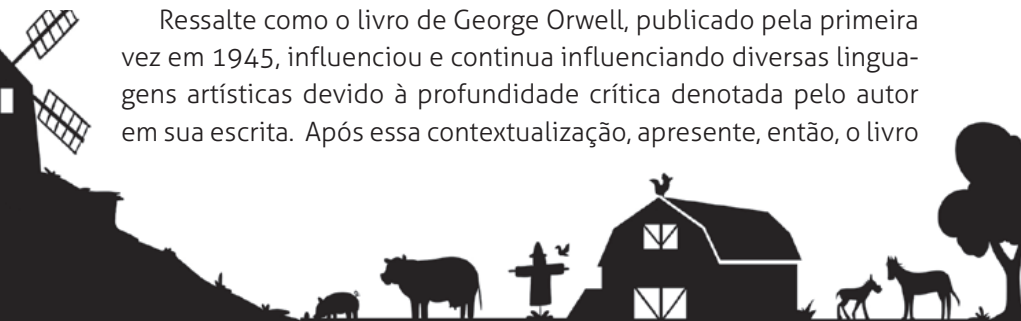 Ressalte como o livro de George Orwell, publicado pela primeira
vez em 1945, influenciou e continua influenciando diversas lingua-
gens artísticas devido à profundidade crítica denotada pelo autor
em sua escrita. Após essa contextualização, apresente, então, o livro